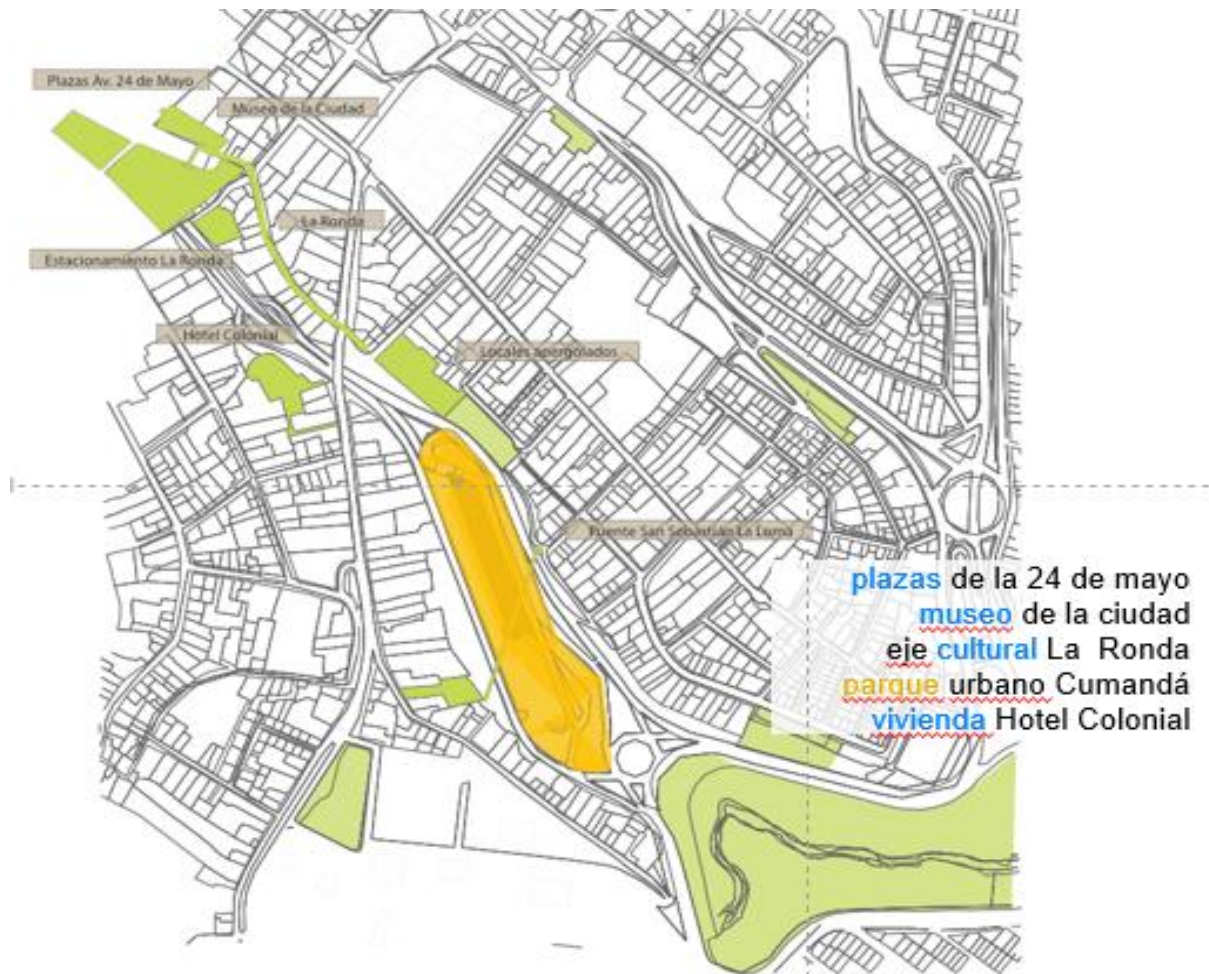 Plazas Av. 24 de Mayo
Museo de la Ciudad
La Ronda
Estacionamiento La Ronda
Hotel Colonial
Locales apergolados
Puente San Sebastián La Loma
plazas de la 24 de mayo
museo de la ciudad
eje cultural La Ronda
parque urbano Cumandá
vivienda Hotel Colonial